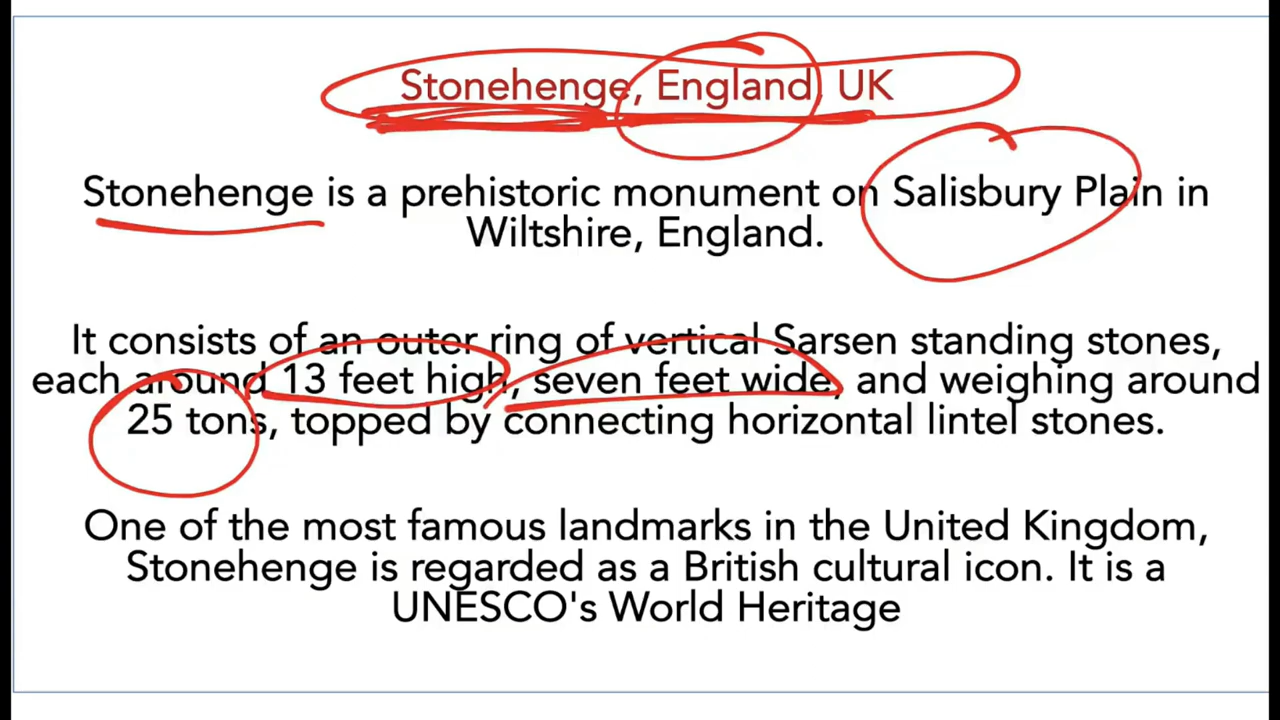 Stonehenge, England, UK
Stonehenge is a prehistoric monument on Salisbury Plain in
Wiltshire, England.
It consists of an outer ring of vertical Sarsen standing stones,
each around 13 feet high, seven feet wide, and weighing around
25 tons, topped by connecting horizontal lintel stones.
One of the most famous landmarks in the United Kingdom,
Stonehenge is regarded as a British cultural icon. It is a
UNESCO's World Heritage